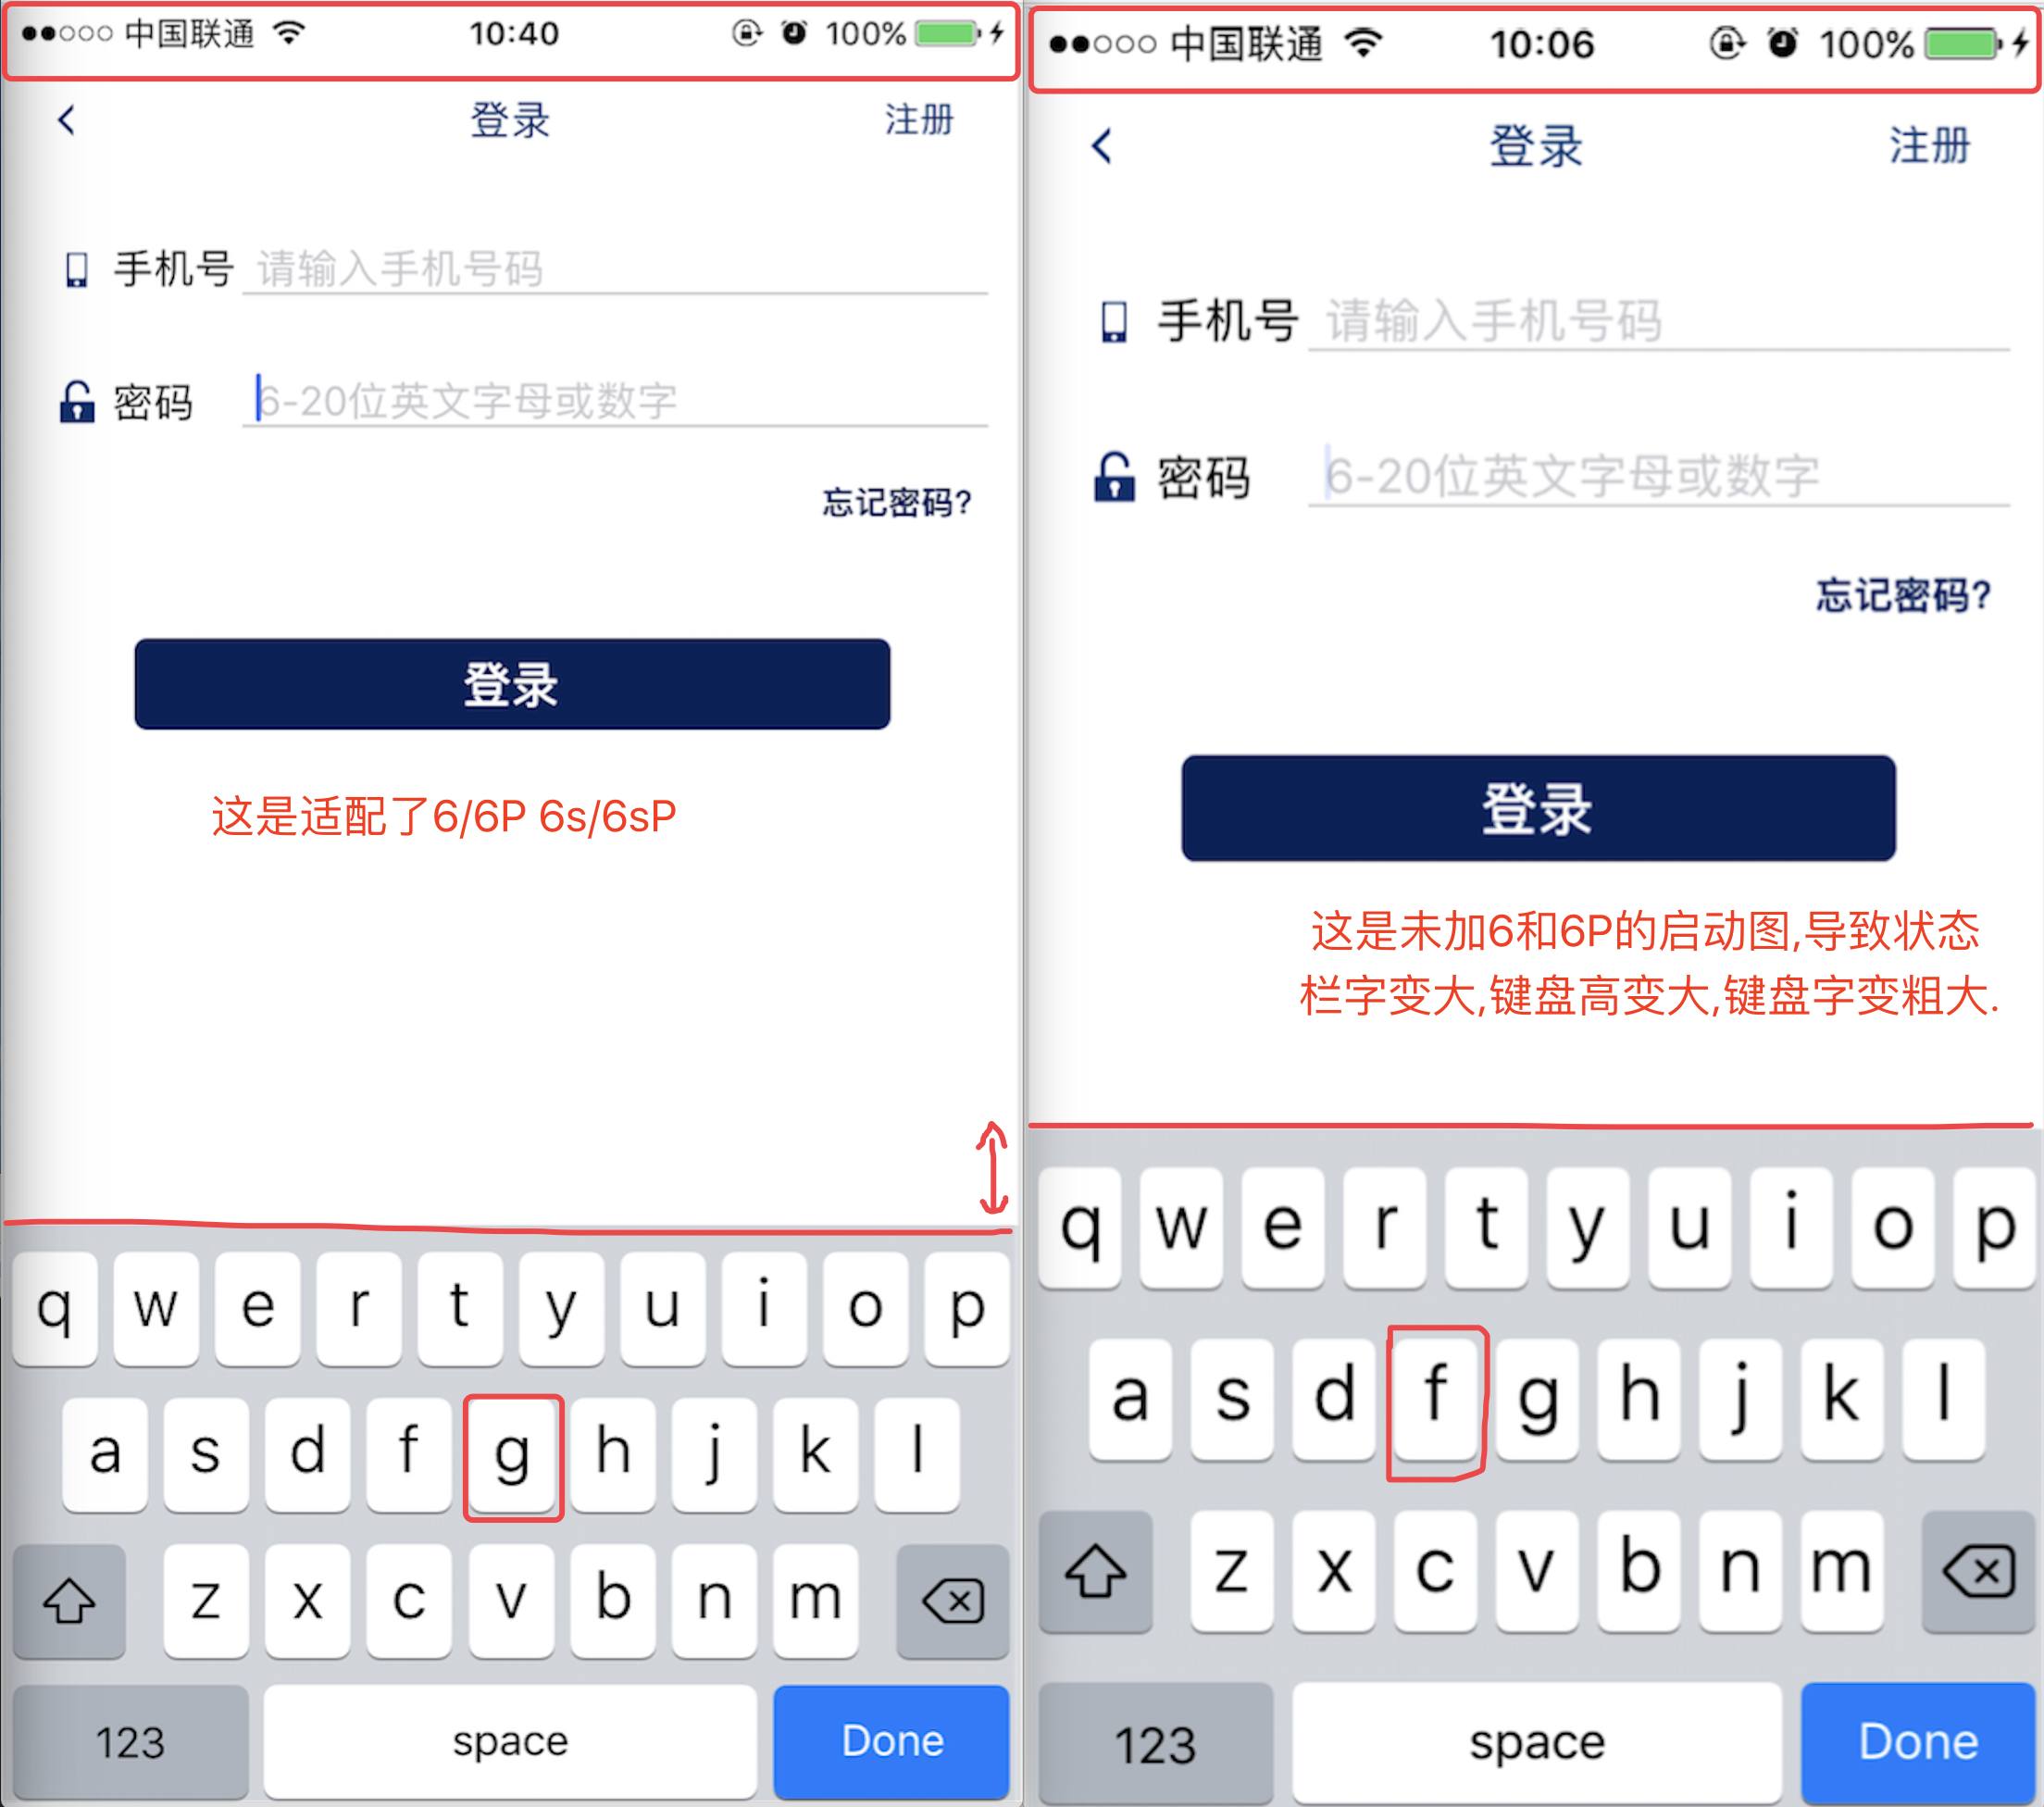 中国联通 10:40 100%
登录 注册
手机号 请输入手机号码
密码 6-20位英文字母或数字
忘记密码?
登录
这是适配了6/6P 6s/6sP
q w e r t y u i o p
a s d f g h j k l
z x c v b n m
123 space Done
中国联通 10:06 100%
登录 注册
手机号 请输入手机号码
密码 6-20位英文字母或数字
忘记密码?
登录
这是未加6和6P的启动图,导致状态
栏字变大,键盘高变大,键盘字变粗大.
q w e r t y u i o p
a s d f g h j k l
z x c v b n m
123 space Done